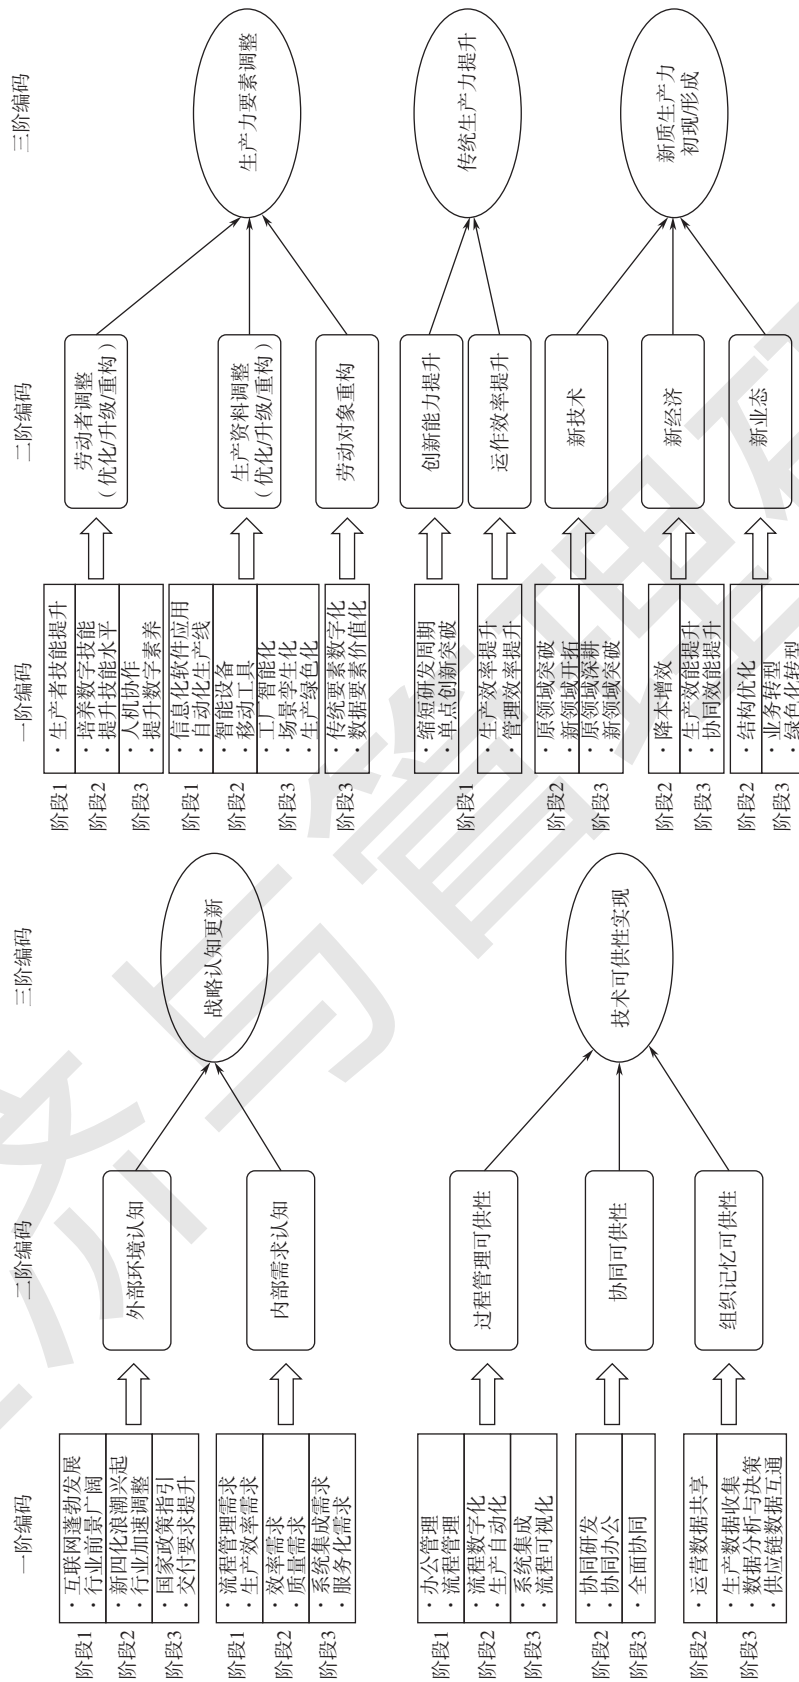 一阶编码
二阶编码
三阶编码
阶段1
· 互联网蓬勃发展
· 行业前景广阔
阶段2
· 新四化浪潮兴起
· 行业加速调整
阶段3
· 国家政策指引
· 交付要求提升
外部环境认知
阶段1
· 流程管理需求
· 生产效率需求
阶段2
· 效率需求
· 质量需求
阶段3
· 系统集成需求
· 服务化需求
内部需求认知
战略认知更新
阶段1
· 办公管理
· 流程管理
阶段2
· 流程数字化
· 生产自动化
阶段3
· 系统集成
· 流程可视化
过程管理可供性
阶段2
· 协同研发
· 协同办公
阶段3
· 全面协同
协同可供性
阶段2
· 运营数据共享
阶段3
· 生产数据收集
· 数据分析与决策
· 供应链数据互通
组织记忆可供性
技术可供性实现
一阶编码
二阶编码
三阶编码
阶段1
· 生产者技能提升
阶段2
· 培养数字技能
· 提升技能水平
阶段3
· 人机协作
· 提升数字素养
劳动者调整
（优化/升级/重构）
阶段1
· 信息化软件应用
· 自动化生产线
阶段2
· 智能设备
· 移动工具
阶段3
· 工厂智能化
· 场景孪生化
· 生产绿色化
生产资料调整
（优化/升级/重构）
阶段3
· 传统要素数字化
· 数据要素价值化
劳动对象重构
生产力要素调整
阶段1
· 缩短研发周期
· 单点创新突破
创新能力提升
· 生产效率提升
· 管理效率提升
运作效率提升
传统生产力提升
阶段2
· 原领域突破
· 新领域开拓
阶段3
· 原领域深耕
· 新领域突破
新技术
阶段2
· 降本增效
阶段3
· 生产效能提升
· 协同效能提升
新经济
阶段2
· 结构优化
阶段3
· 业务转型
· 绿色化转型
新业态
新质生产力
初现/形成